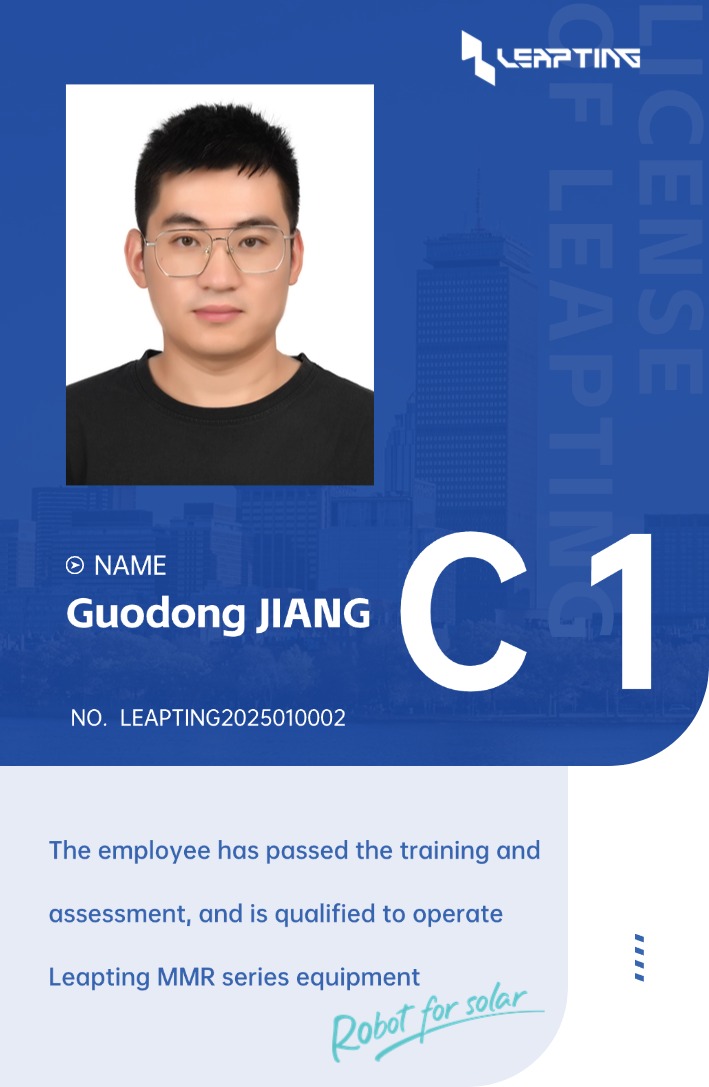 LEAPTING
LICENSE
OF LEAPTING
NAME
Guodong JIANG
C1
NO. LEAPTING2025010002
The employee has passed the training and
assessment, and is qualified to operate
Leapting MMR series equipment
Robot for solar